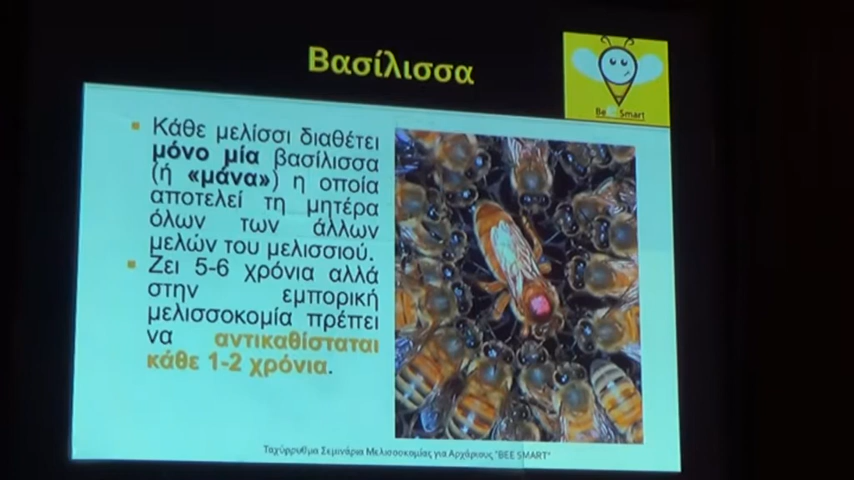 Βασίλισσα
Be Smart
Κάθε μελίσσι διαθέτει
μόνο μία βασίλισσα
(ή «μάνα») η οποία
αποτελεί τη μητέρα
όλων των άλλων
μελών του μελισσιού.
Ζει 5-6 χρόνια αλλά
στην εμπορική
μελισσοκομία πρέπει
να αντικαθίσταται
κάθε 1-2 χρόνια.
Ταχύρρυθμα Σεμινάρια Μελισσοκομίας για Αρχάριους "BEE SMART"